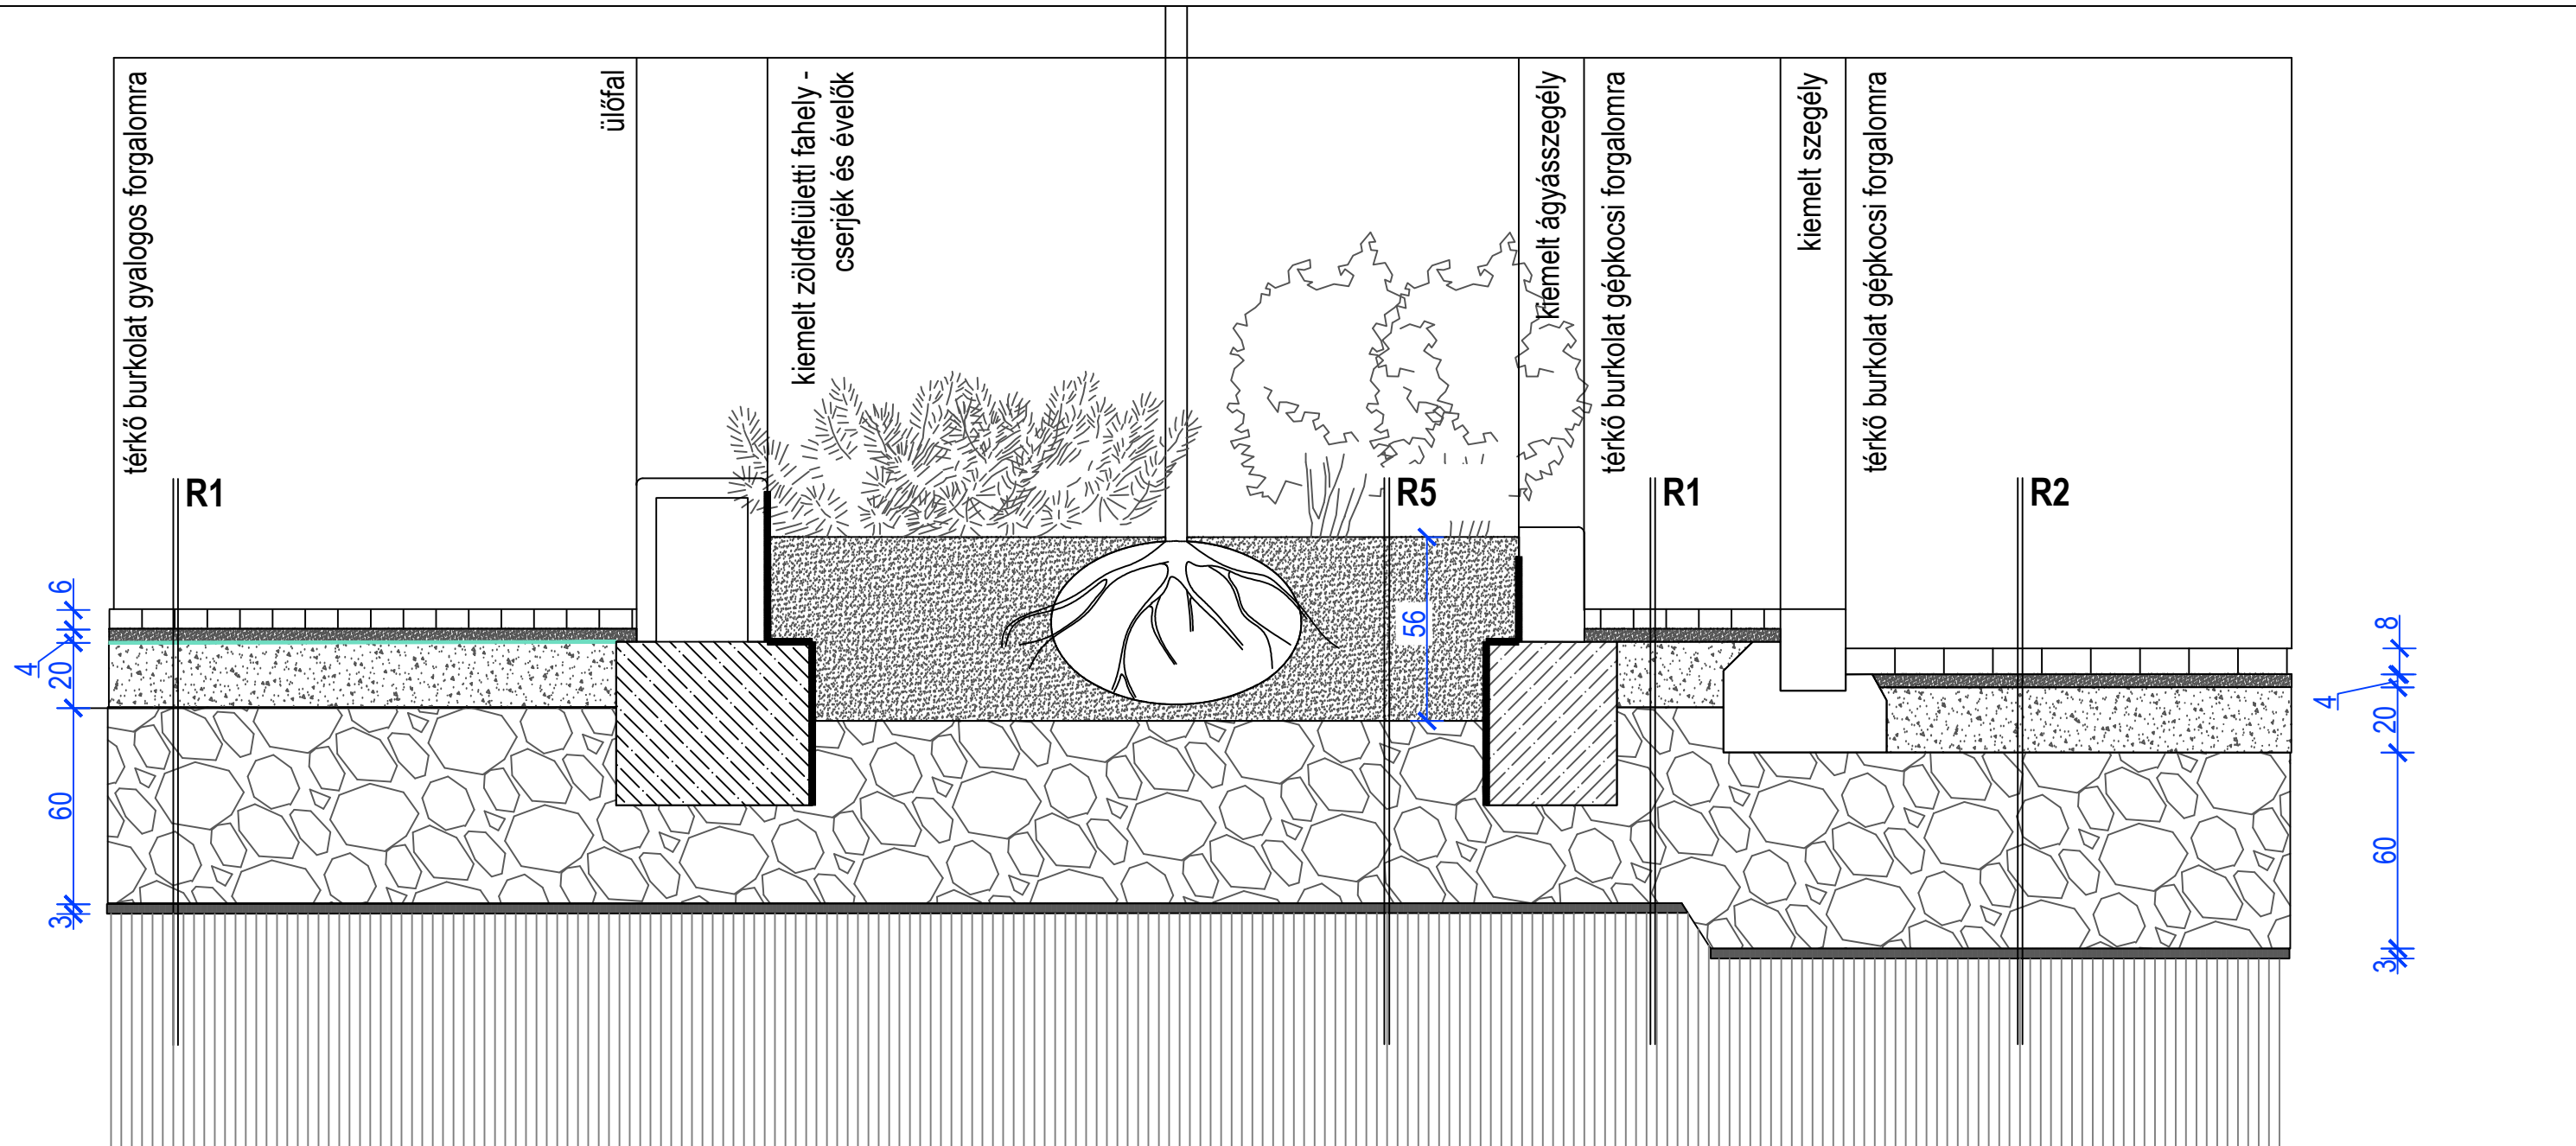 térkő burkolat gyalogos forgalomra
ülőfal
kiemelt zöldfelületti fahely -
cserjék és évelők
kiemelt ágyásszegély
térkő burkolat gépkocsi forgalomra
kiemelt szegély
térkő burkolat gépkocsi forgalomra
R1
R5
R1
R2
6
4
20
60
3
56
8
4
20
60
3